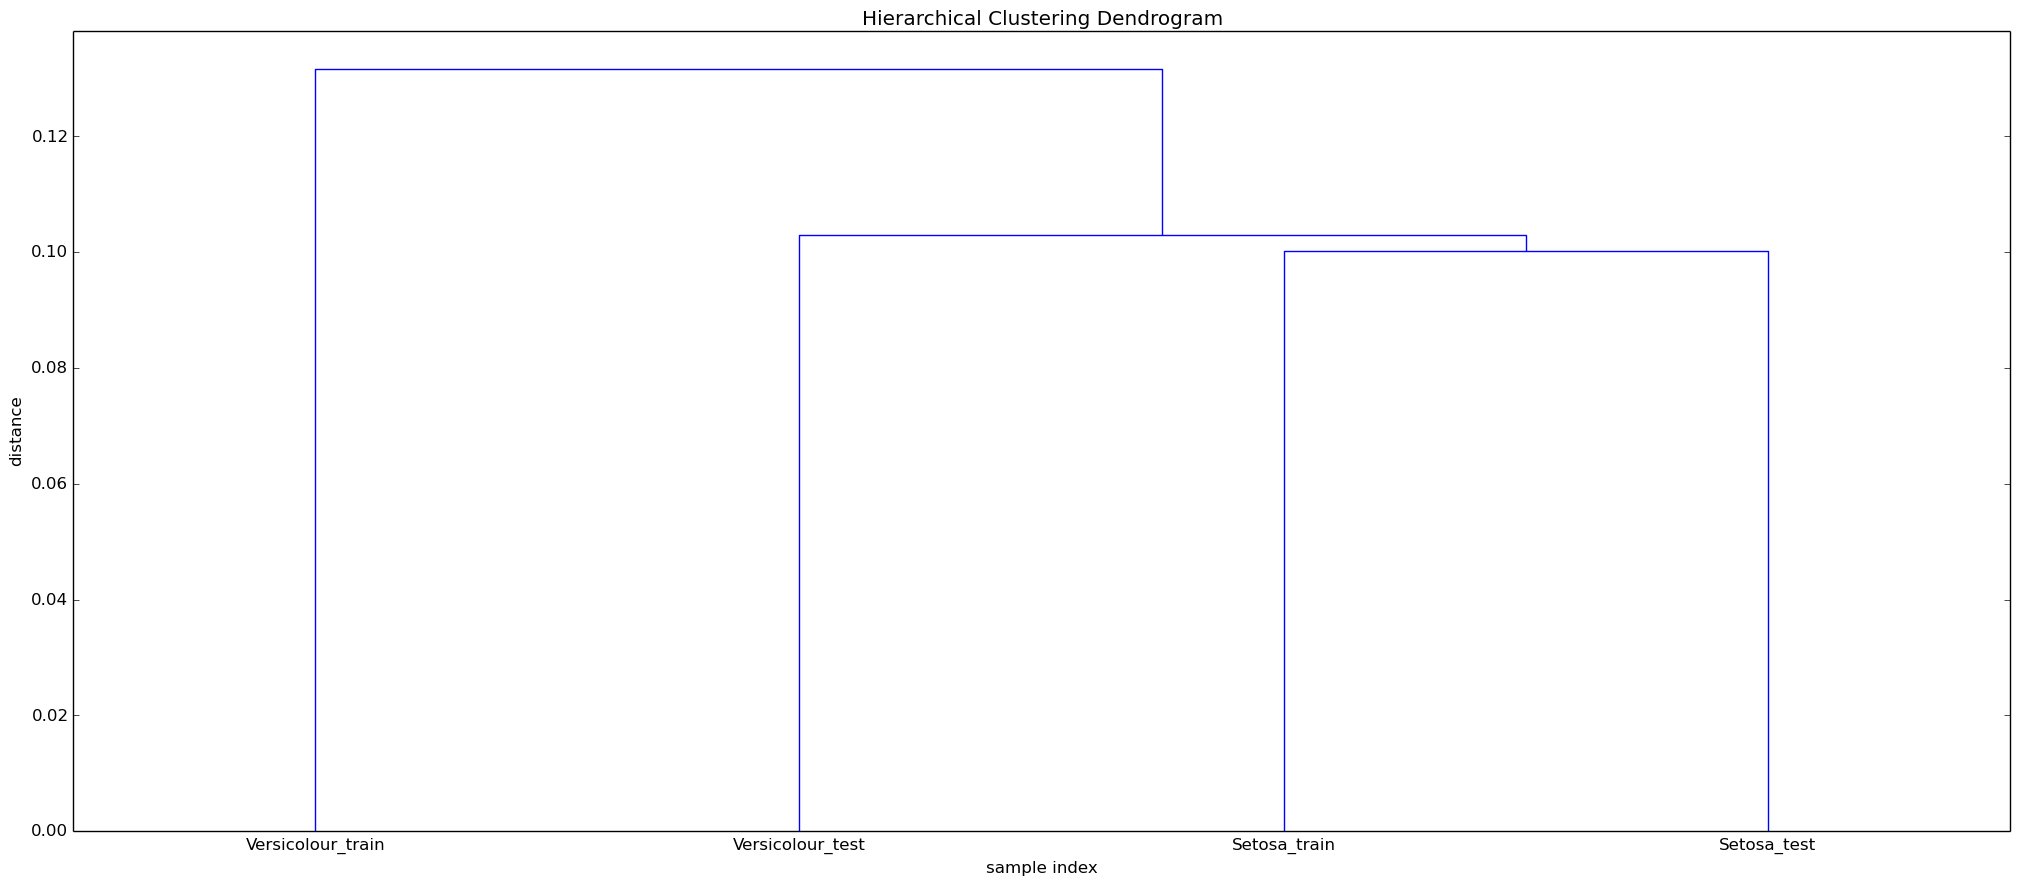 Hierarchical Clustering Dendrogram
0.12
0.10
0.08
0.06
0.04
0.02
0.00
distance
Versicolour_train
Versicolour_test
Setosa_train
Setosa_test
sample index